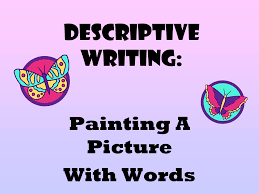 DESCRIPTIVE
WRITING:
Painting A
Picture
With Words